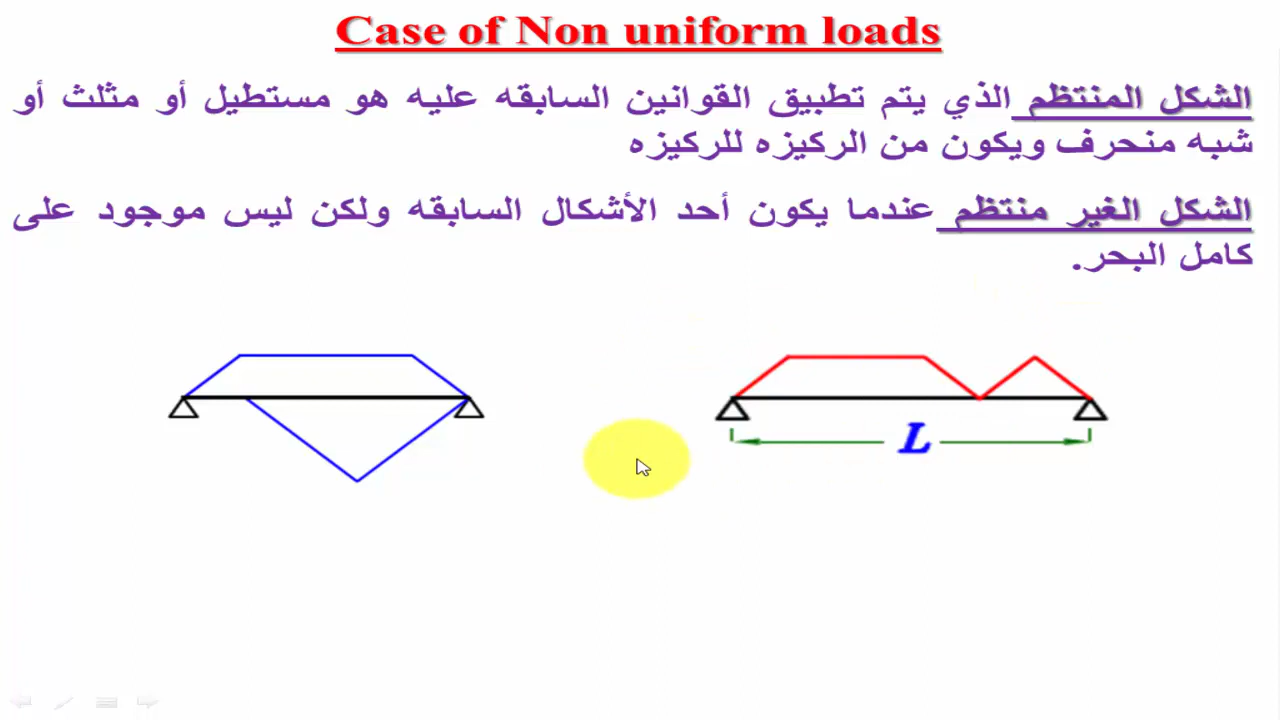 Case of Non uniform loads
الشكل المنتظم الذي يتم تطبيق القوانين السابقه عليه هو مستطيل أو مثلث أو
شبه منحرف ويكون من الركيزه للركيزه
الشكل الغير منتظم عندما يكون أحد الأشكال السابقه ولكن ليس موجود على
كامل البحر.
L